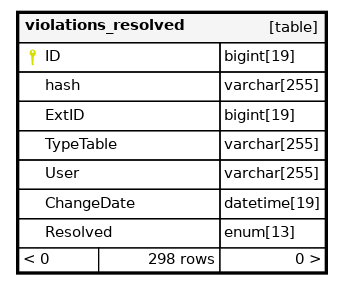 violations_resolved [table]
ID bigint[19]
hash varchar[255]
ExtID bigint[19]
TypeTable varchar[255]
User varchar[255]
ChangeDate datetime[19]
Resolved enum[13]
< 0 298 rows 0 >